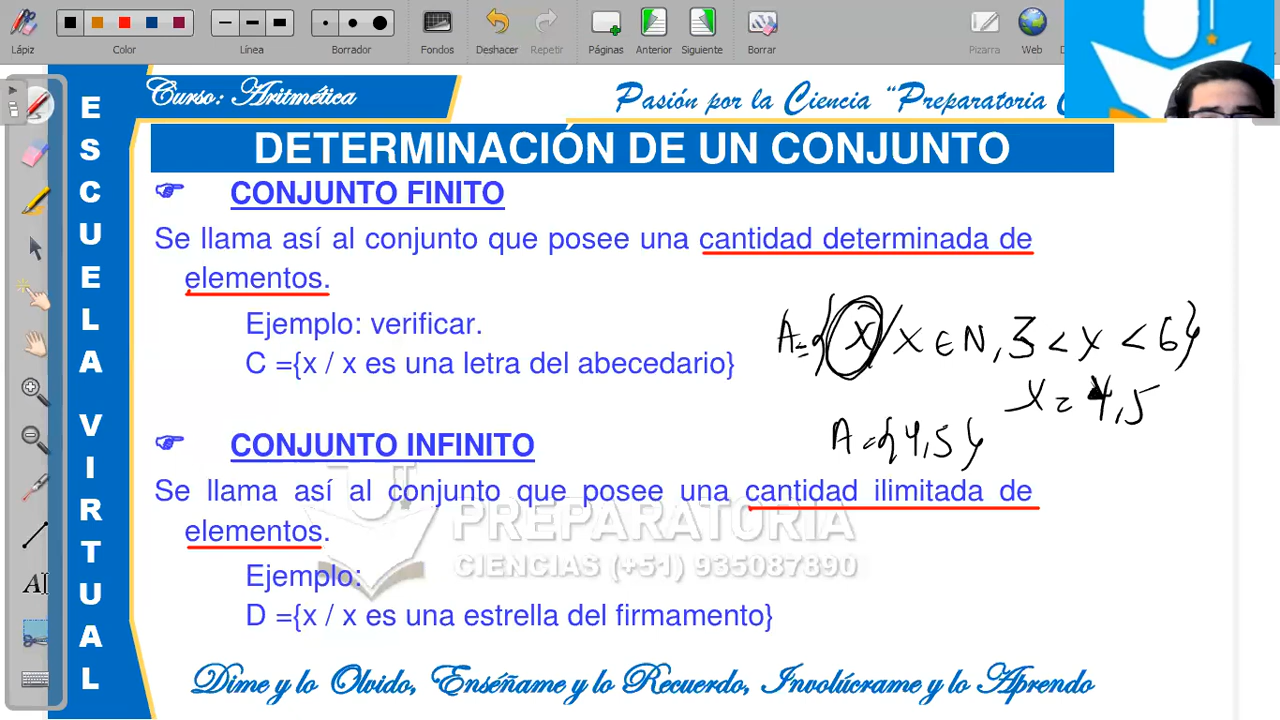 Lápiz Color Línea Borrador Fondos Deshacer Repetir Páginas Anterior Siguiente Borrar Pizarra Web
Curso: Aritmética
Pasión por la Ciencia “Preparatoria
ESCUELA VIRTUAL
DETERMINACIÓN DE UN CONJUNTO
CONJUNTO FINITO
Se llama así al conjunto que posee una cantidad determinada de
elementos.
Ejemplo: verificar.
C ={x / x es una letra del abecedario}
A={x/x∈N, 3<x<6}
x=4,5
A={4,5}
CONJUNTO INFINITO
Se llama así al conjunto que posee una cantidad ilimitada de
elementos.
PREPARATORIA
CIENCIAS (+51) 935087890
Ejemplo:
D ={x / x es una estrella del firmamento}
Dime y lo Olvido, Enséñame y lo Recuerdo, Involúcrame y lo Aprendo
AI